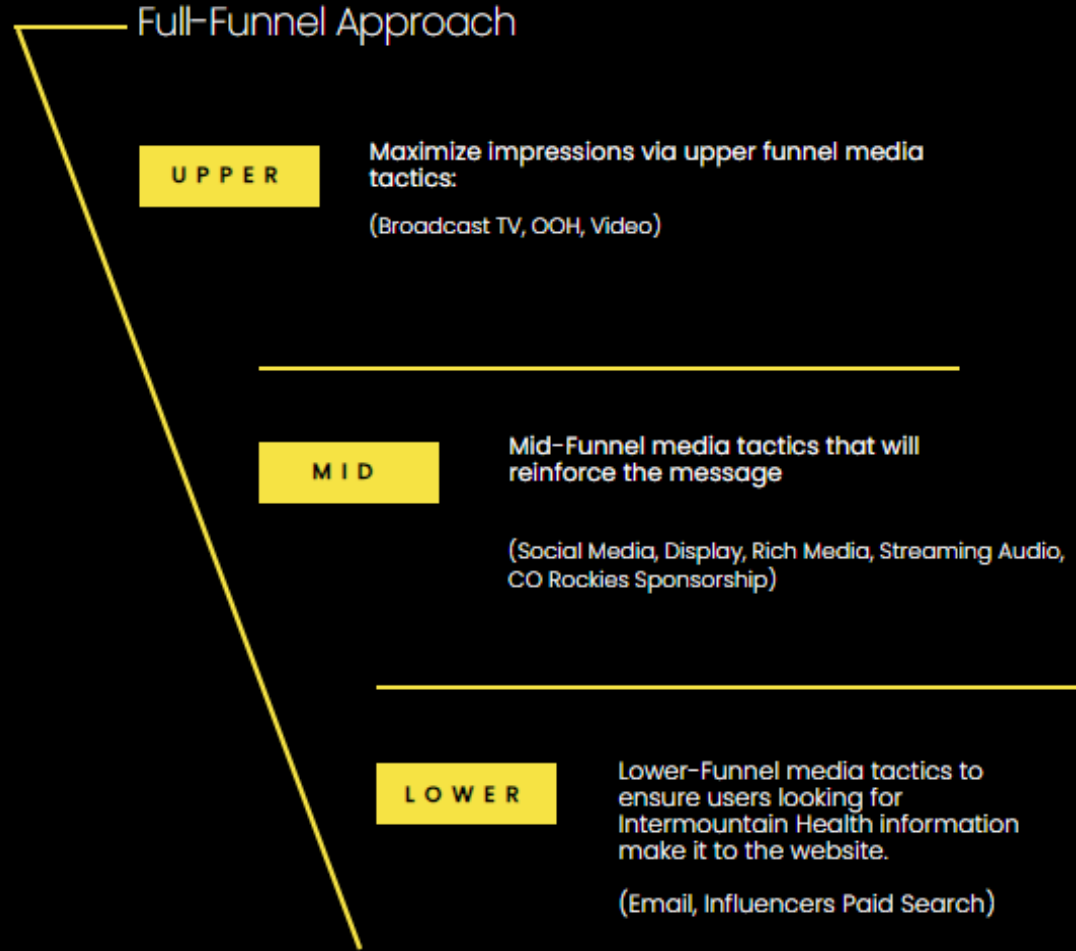 Full-Funnel Approach
UPPER
Maximize impressions via upper funnel media
tactics:
(Broadcast TV, OOH, Video)
MID
Mid-Funnel media tactics that will
reinforce the message
(Social Media, Display, Rich Media, Streaming Audio,
CO Rockies Sponsorship)
LOWER
Lower-Funnel media tactics to
ensure users looking for
Intermountain Health information
make it to the website.
(Email, Influencers Paid Search)